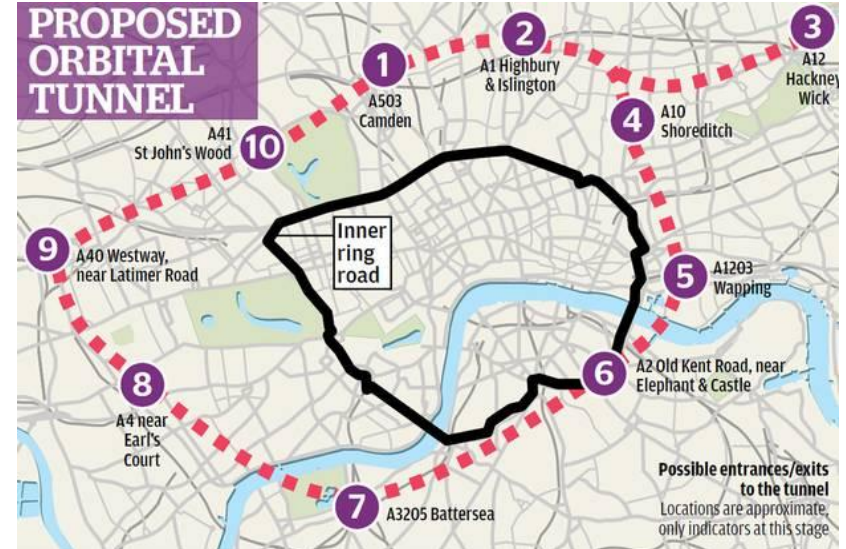 PROPOSED
ORBITAL
TUNNEL
1
A503
Camden
2
A1 Highbury
& Islington
3
A12
Hackney
Wick
4
A10
Shoreditch
5
A1203
Wapping
6
A2 Old Kent Road, near
Elephant & Castle
7
A3205 Battersea
8
A4 near
Earl's
Court
9
A40 Westway,
near Latimer Road
10
A41
St John's Wood
Inner
ring
road
Possible entrances/exits
to the tunnel
Locations are approximate,
only indicators at this stage